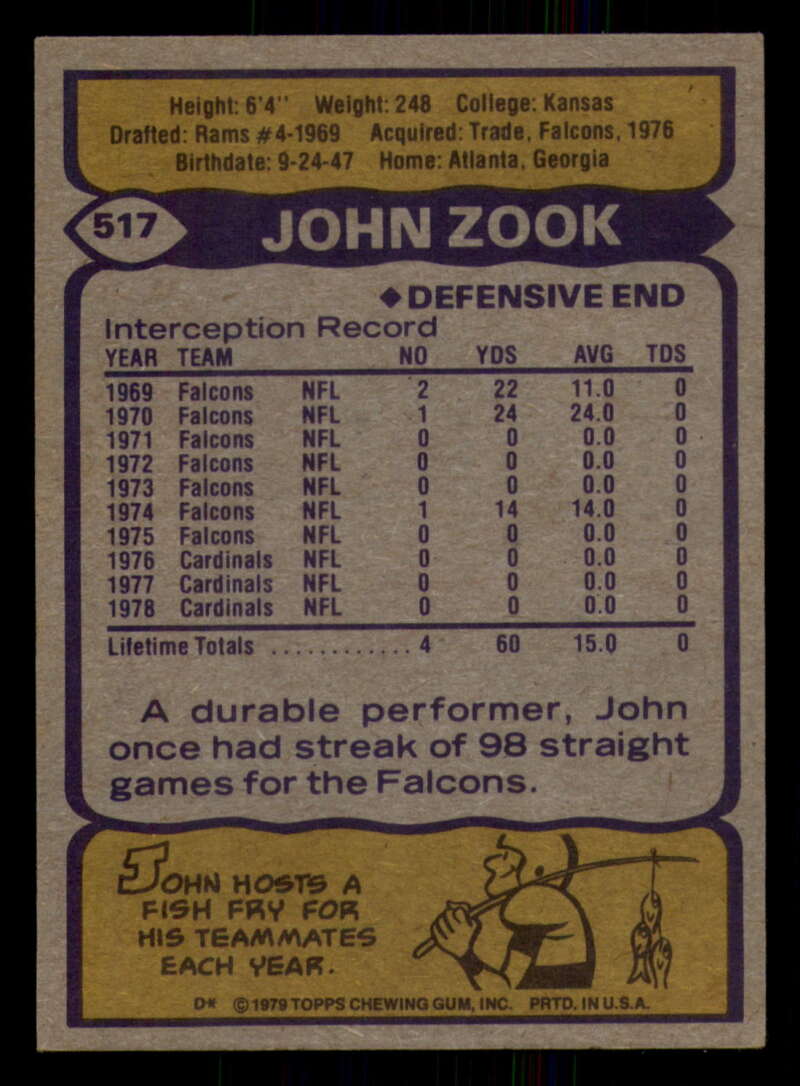 Height: 6'4" Weight: 248 College: Kansas
Drafted: Rams #4-1969 Acquired: Trade, Falcons, 1976
Birthdate: 9-24-47 Home: Atlanta, Georgia
517 JOHN ZOOK
◆ DEFENSIVE END
Interception Record
YEAR TEAM NO YDS AVG TDS
1969 Falcons NFL 2 22 11.0 0
1970 Falcons NFL 1 24 24.0 0
1971 Falcons NFL 0 0 0.0 0
1972 Falcons NFL 0 0 0.0 0
1973 Falcons NFL 0 0 0.0 0
1974 Falcons NFL 1 14 14.0 0
1975 Falcons NFL 0 0 0.0 0
1976 Cardinals NFL 0 0 0.0 0
1977 Cardinals NFL 0 0 0.0 0
1978 Cardinals NFL 0 0 0.0 0
Lifetime Totals ............ 4 60 15.0 0
A durable performer, John
once had streak of 98 straight
games for the Falcons.
JOHN HOSTS A
FISH FRY FOR
HIS TEAMMATES
EACH YEAR.
D* © 1979 TOPPS CHEWING GUM, INC. PRTD. IN U.S.A.